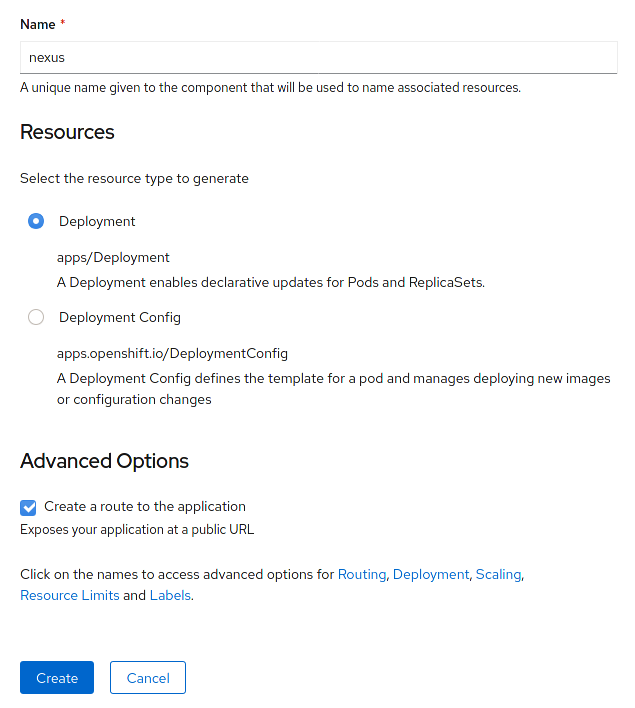 Name *
nexus
A unique name given to the component that will be used to name associated resources.
Resources
Select the resource type to generate
Deployment
apps/Deployment
A Deployment enables declarative updates for Pods and ReplicaSets.
Deployment Config
apps.openshift.io/DeploymentConfig
A Deployment Config defines the template for a pod and manages deploying new images
or configuration changes
Advanced Options
Create a route to the application
Exposes your application at a public URL
Click on the names to access advanced options for Routing, Deployment, Scaling,
Resource Limits and Labels.
Create Cancel